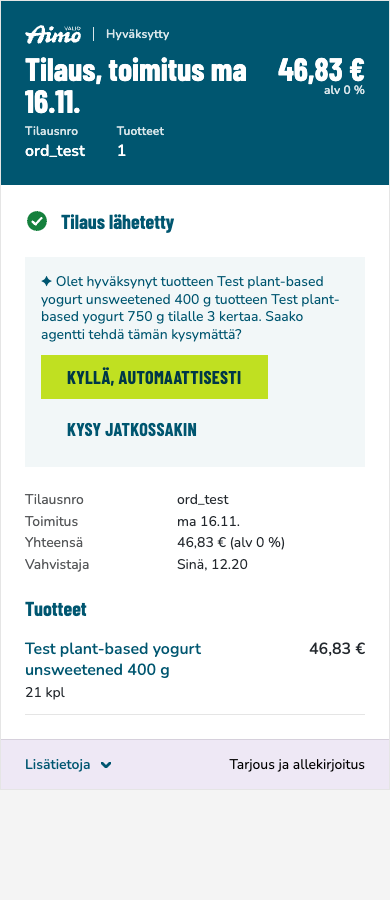 VALIO
Aimo
Hyväksytty
Tilaus, toimitus ma 16.11.
46,83 €
alv 0 %
Tilausnro
Tuotteet
ord_test
1
Tilaus lähetetty
Olet hyväksynyt tuotteen Test plant-based
yogurt unsweetened 400 g tuotteen Test plant-
based yogurt 750 g tilalle 3 kertaa. Saako
agentti tehdä tämän kysymättä?
KYLLÄ, AUTOMAATTISESTI
KYSY JATKOSSAKIN
Tilausnro ord_test
Toimitus ma 16.11.
Yhteensä 46,83 € (alv 0 %)
Vahvistaja Sinä, 12.20
Tuotteet
Test plant-based yogurt 46,83 €
unsweetened 400 g
21 kpl
Lisätietoja Tarjous ja allekirjoitus